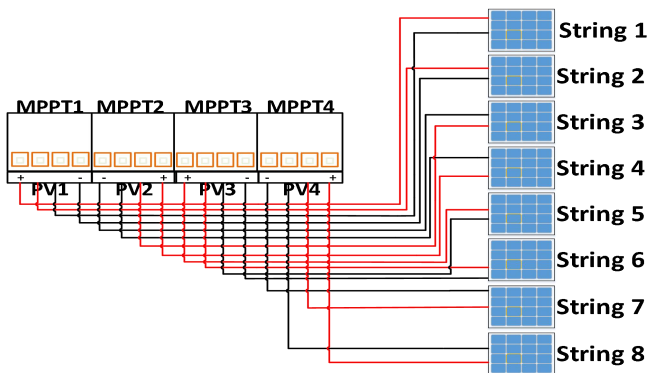 MPPT1 MPPT2 MPPT3 MPPT4
+ - - + + - - +
PV1 PV2 PV3 PV4
String 1
String 2
String 3
String 4
String 5
String 6
String 7
String 8